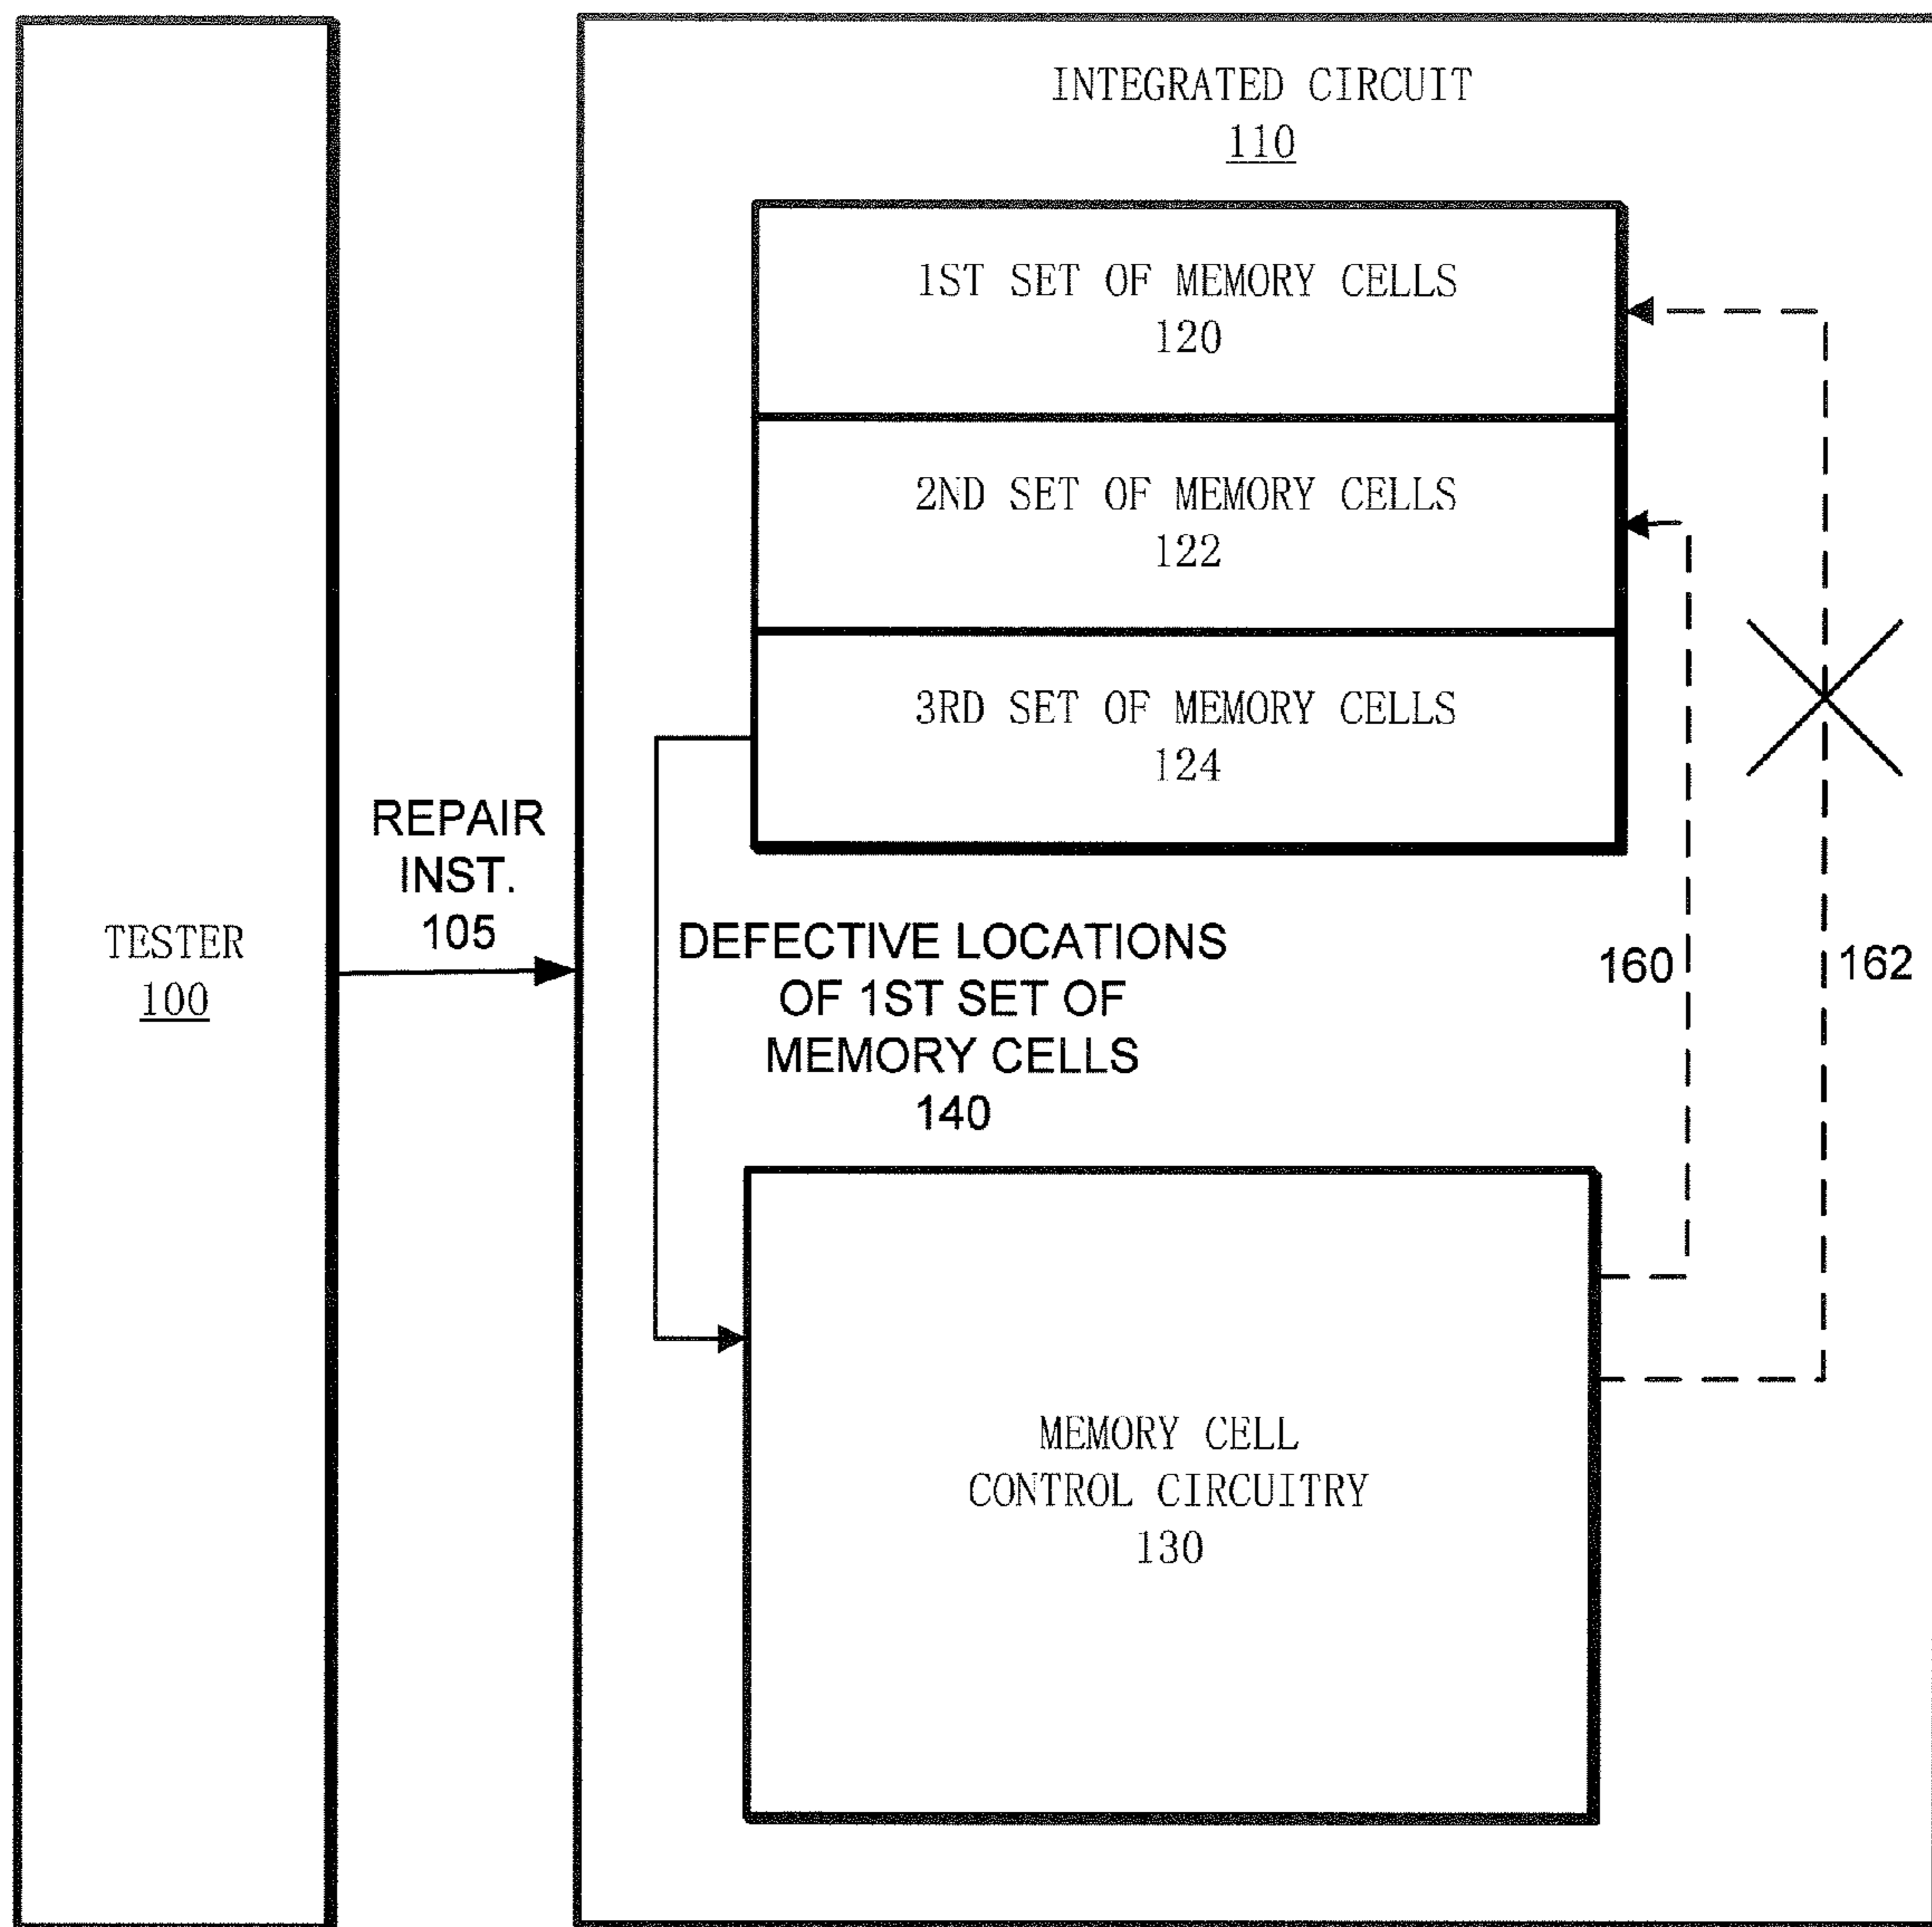 INTEGRATED CIRCUIT
110
1ST SET OF MEMORY CELLS
120
2ND SET OF MEMORY CELLS
122
3RD SET OF MEMORY CELLS
124
REPAIR
INST.
105
TESTER
100
DEFECTIVE LOCATIONS
OF 1ST SET OF
MEMORY CELLS
140
160
162
MEMORY CELL
CONTROL CIRCUITRY
130